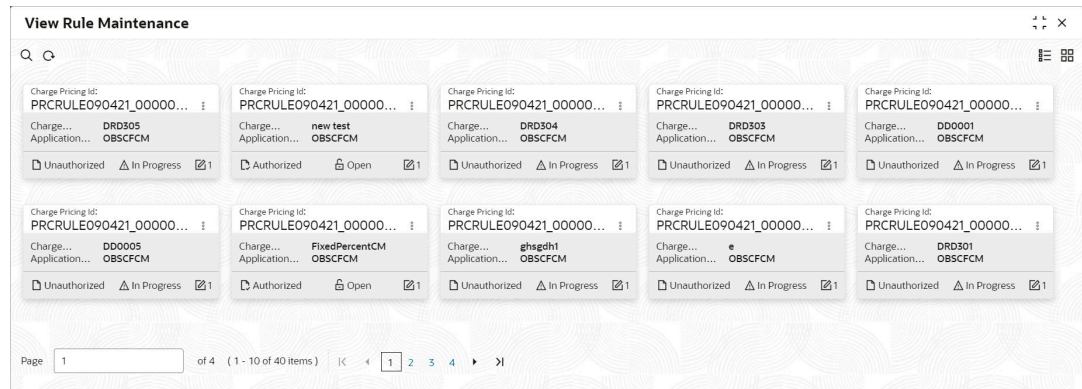 View Rule Maintenance
Charge Pricing Id:
PRCRULE090421_00000...
Charge... DRD305
Application... OBSCFCM
Unauthorized In Progress 1
Charge Pricing Id:
PRCRULE090421_00000...
Charge... new test
Application... OBSCFCM
Authorized Open 1
Charge Pricing Id:
PRCRULE090421_00000...
Charge... DRD304
Application... OBSCFCM
Unauthorized In Progress 1
Charge Pricing Id:
PRCRULE090421_00000...
Charge... DRD303
Application... OBSCFCM
Unauthorized In Progress 1
Charge Pricing Id:
PRCRULE090421_00000...
Charge... DD0001
Application... OBSCFCM
Unauthorized In Progress 1
Charge Pricing Id:
PRCRULE090421_00000...
Charge... DD0005
Application... OBSCFCM
Unauthorized In Progress 1
Charge Pricing Id:
PRCRULE090421_00000...
Charge... FixedPercentCM
Application... OBSCFCM
Authorized Open 1
Charge Pricing Id:
PRCRULE090421_00000...
Charge... ghsgdh1
Application... OBSCFCM
Unauthorized In Progress 1
Charge Pricing Id:
PRCRULE090421_00000...
Charge... e
Application... OBSCFCM
Unauthorized In Progress 1
Charge Pricing Id:
PRCRULE090421_00000...
Charge... DRD301
Application... OBSCFCM
Unauthorized In Progress 1
Page 1 of 4 ( 1 - 10 of 40 items ) 1 2 3 4